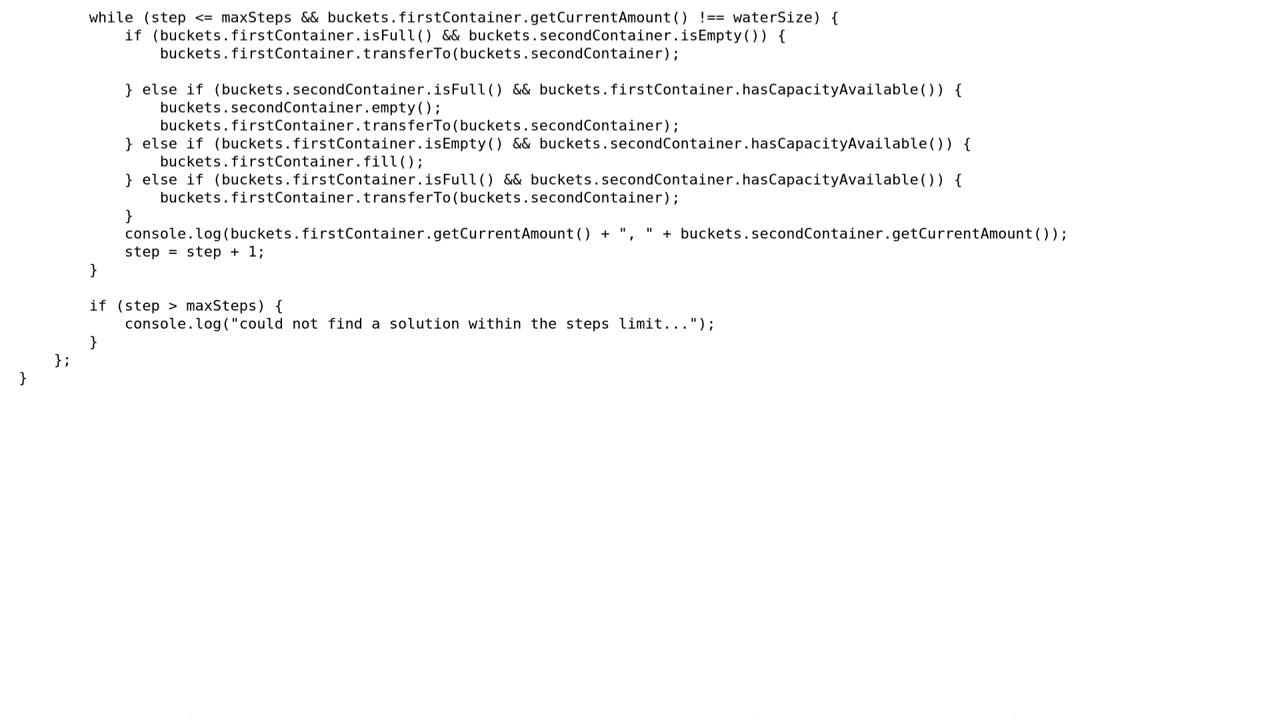 while (step <= maxSteps && buckets.firstContainer.getCurrentAmount() !== waterSize) {
if (buckets.firstContainer.isFull() && buckets.secondContainer.isEmpty()) {
buckets.firstContainer.transferTo(buckets.secondContainer);
} else if (buckets.secondContainer.isFull() && buckets.firstContainer.hasCapacityAvailable()) {
buckets.secondContainer.empty();
buckets.firstContainer.transferTo(buckets.secondContainer);
} else if (buckets.firstContainer.isEmpty() && buckets.secondContainer.hasCapacityAvailable()) {
buckets.firstContainer.fill();
} else if (buckets.firstContainer.isFull() && buckets.secondContainer.hasCapacityAvailable()) {
buckets.firstContainer.transferTo(buckets.secondContainer);
}
console.log(buckets.firstContainer.getCurrentAmount() + ", " + buckets.secondContainer.getCurrentAmount());
step = step + 1;
}
if (step > maxSteps) {
console.log("could not find a solution within the steps limit...");
}
};
}